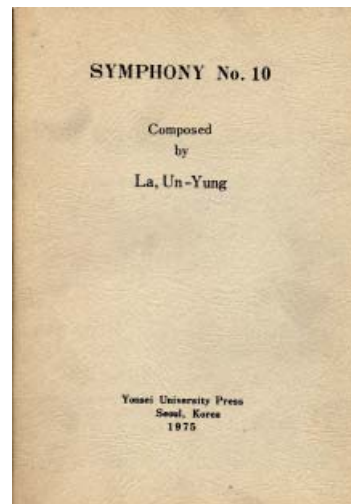 SYMPHONY No. 10
Composed
by
La, Un-Yung
Yonsei University Press
Seoul, Korea
1975